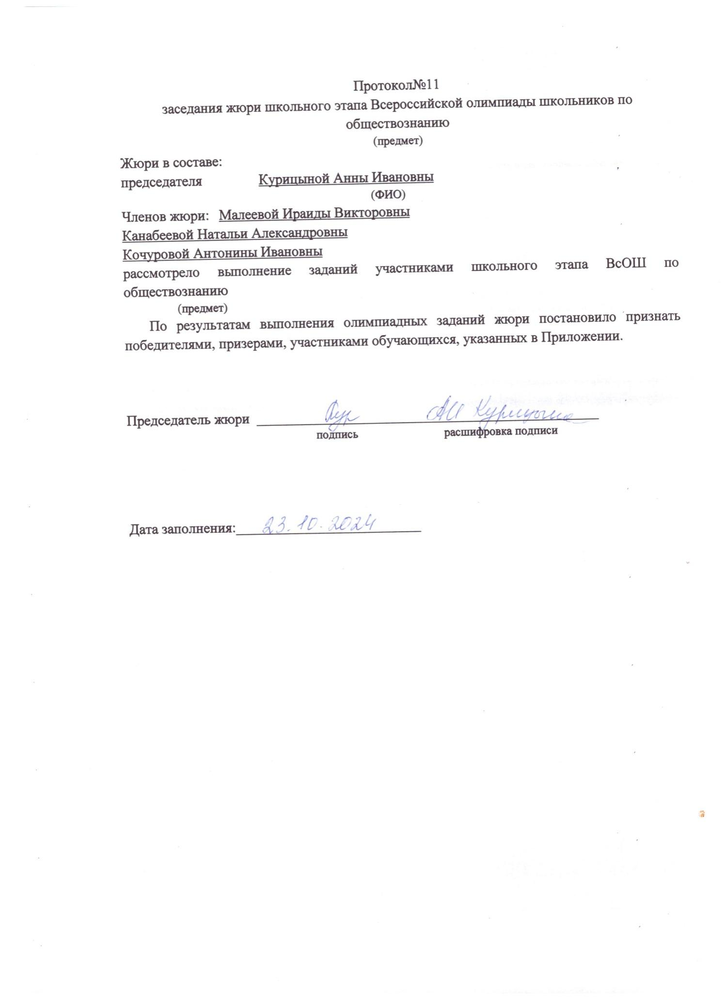 Протокол№11
заседания жюри школьного этапа Всероссийской олимпиады школьников по
обществознанию
(предмет)
Жюри в составе:
председателя Курицыной Анны Ивановны
(ФИО)
Членов жюри: Малеевой Ираиды Викторовны
Канабеевой Натальи Александровны
Кочуровой Антонины Ивановны
рассмотрело выполнение заданий участниками школьного этапа ВсОШ по
обществознанию
(предмет)
По результатам выполнения олимпиадных заданий жюри постановило признать
победителями, призерами, участниками обучающихся, указанных в Приложении.
Председатель жюри Кур АИ Курицына
подпись расшифровка подписи
Дата заполнения: 23.10.2024